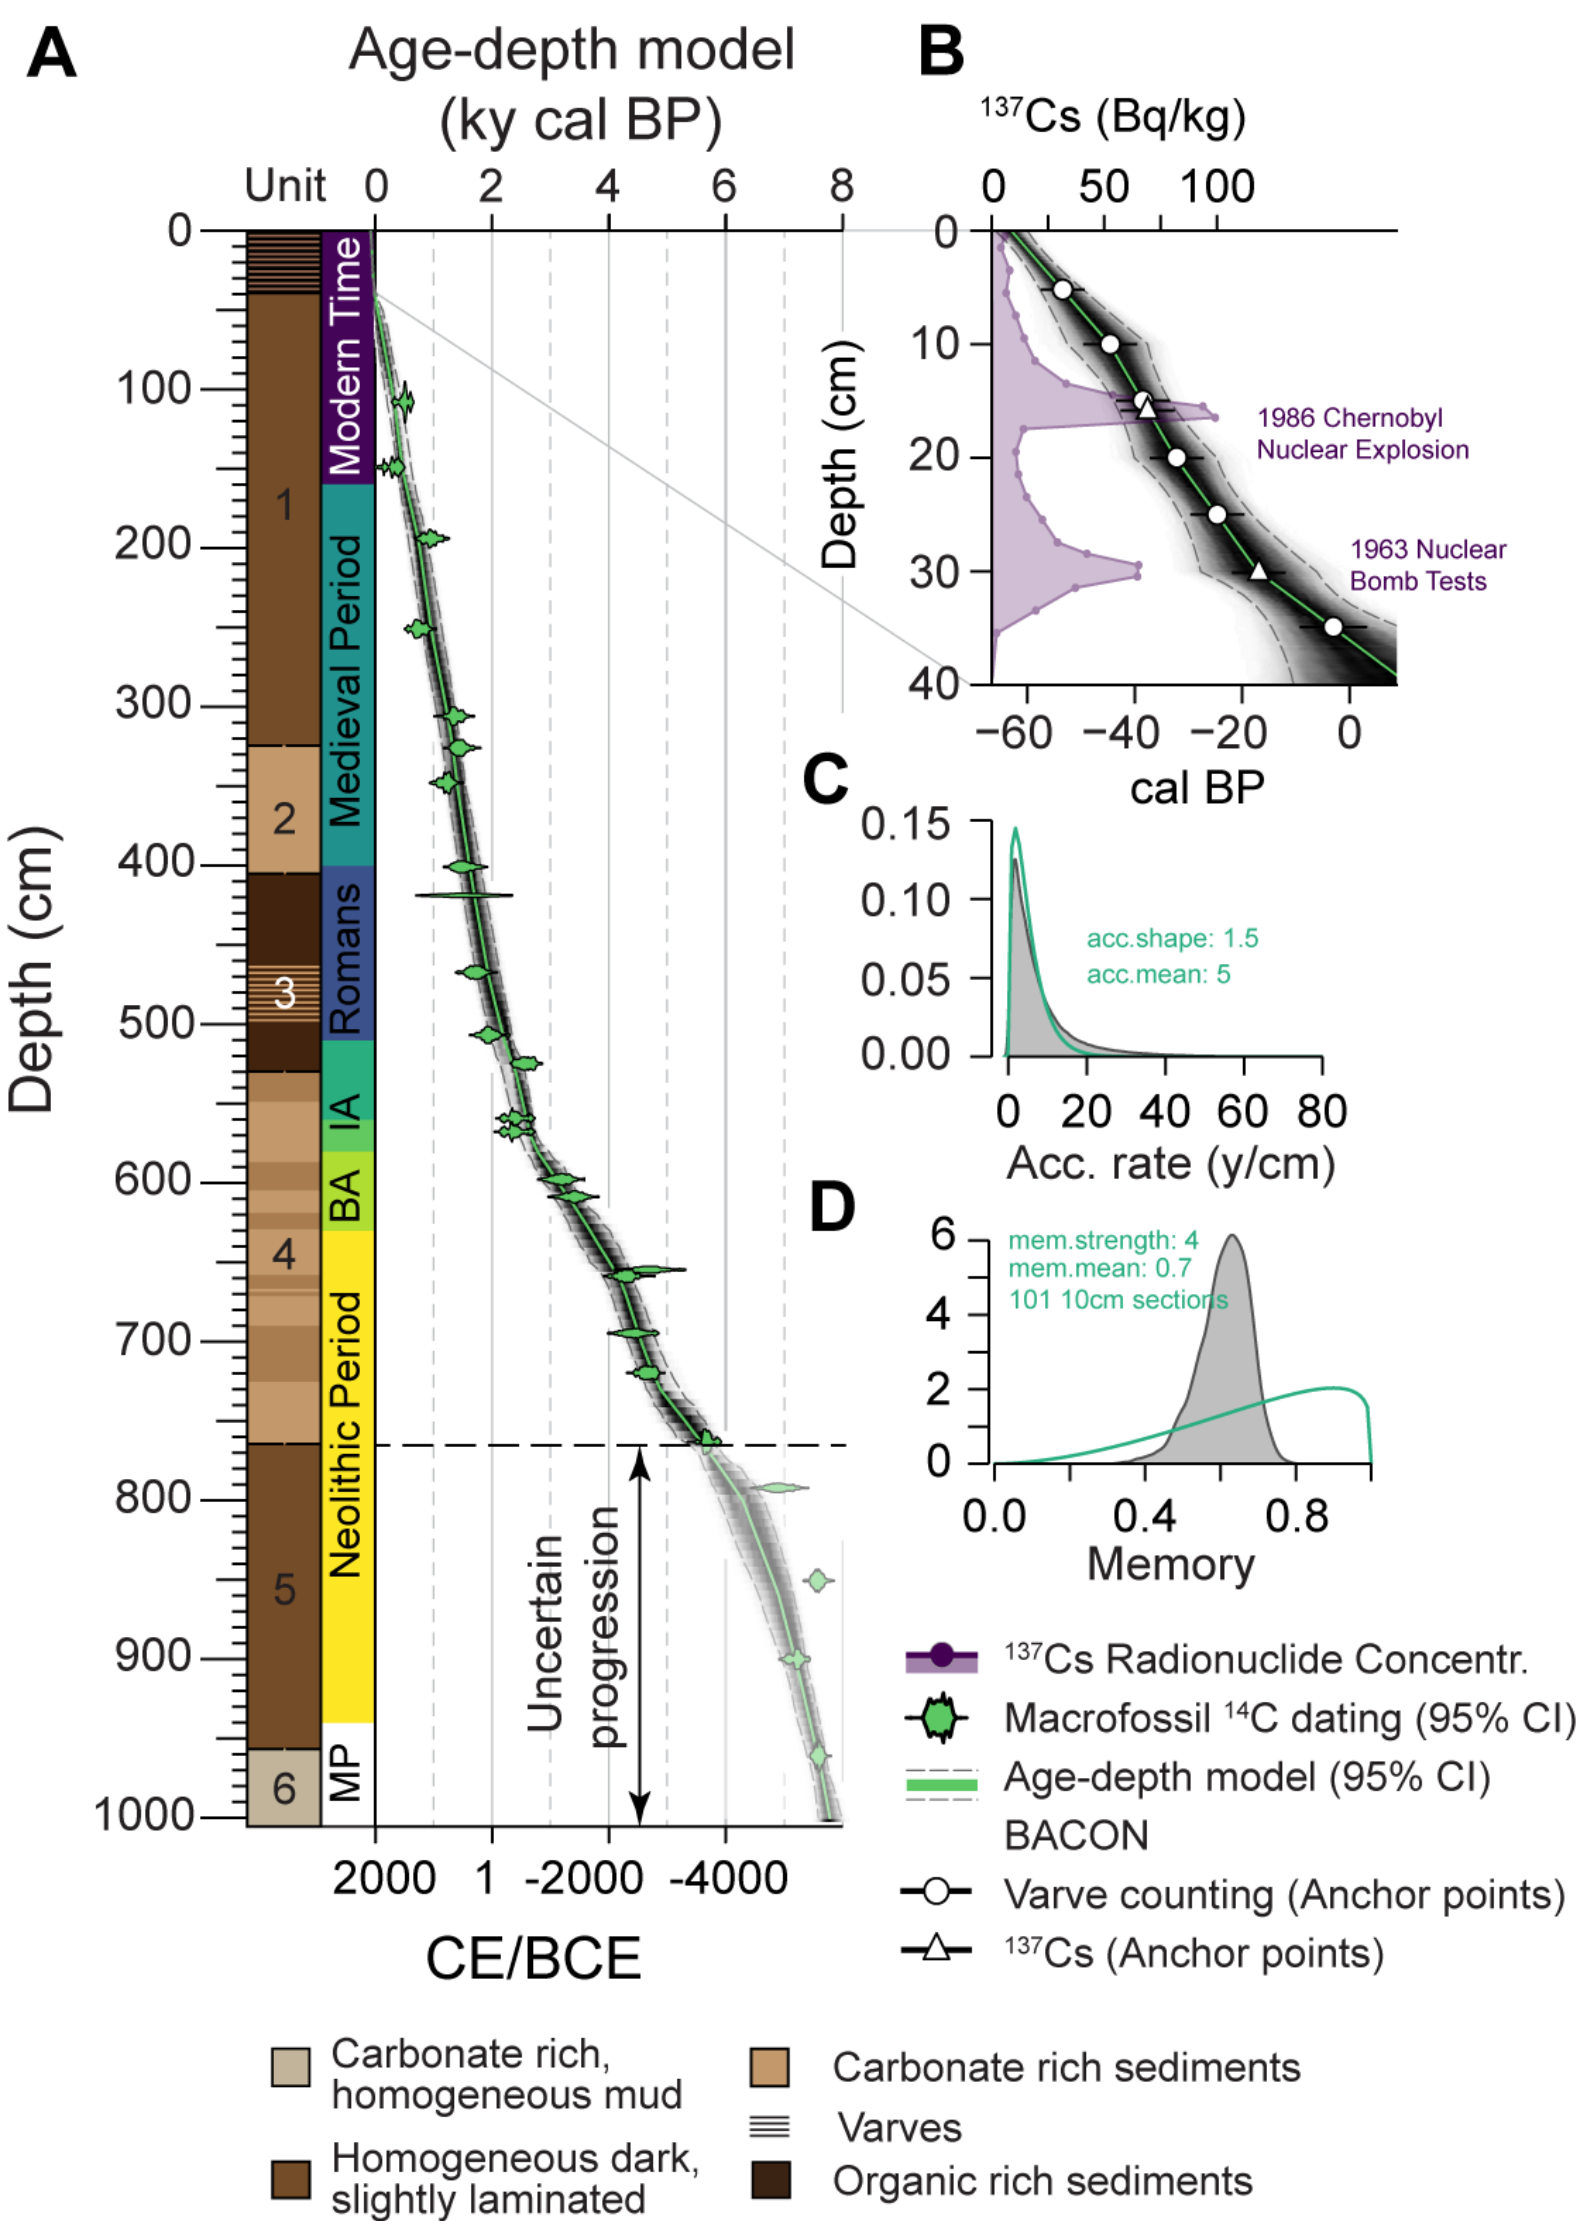 A
Age-depth model
(ky cal BP)
Unit
0
2
4
6
8
0
100
200
300
400
500
600
700
800
900
1000
Depth (cm)
1
2
3
4
5
6
Modern Time
Medieval Period
Romans
IA
BA
Neolithic Period
MP
Uncertain
progression
2000
1
-2000
-4000
CE/BCE
B
¹³⁷Cs (Bq/kg)
0
50
100
0
10
20
30
40
Depth (cm)
1986 Chernobyl
Nuclear Explosion
1963 Nuclear
Bomb Tests
−60
−40
−20
0
cal BP
C
0.15
0.10
0.05
0.00
acc.shape: 1.5
acc.mean: 5
0
20
40
60
80
Acc. rate (y/cm)
D
6
4
2
0
mem.strength: 4
mem.mean: 0.7
101 10cm sections
0.0
0.4
0.8
Memory
¹³⁷Cs Radionuclide Concentr.
Macrofossil ¹⁴C dating (95% CI)
Age-depth model (95% CI)
BACON
Varve counting (Anchor points)
¹³⁷Cs (Anchor points)
Carbonate rich,
homogeneous mud
Homogeneous dark,
slightly laminated
Carbonate rich sediments
Varves
Organic rich sediments